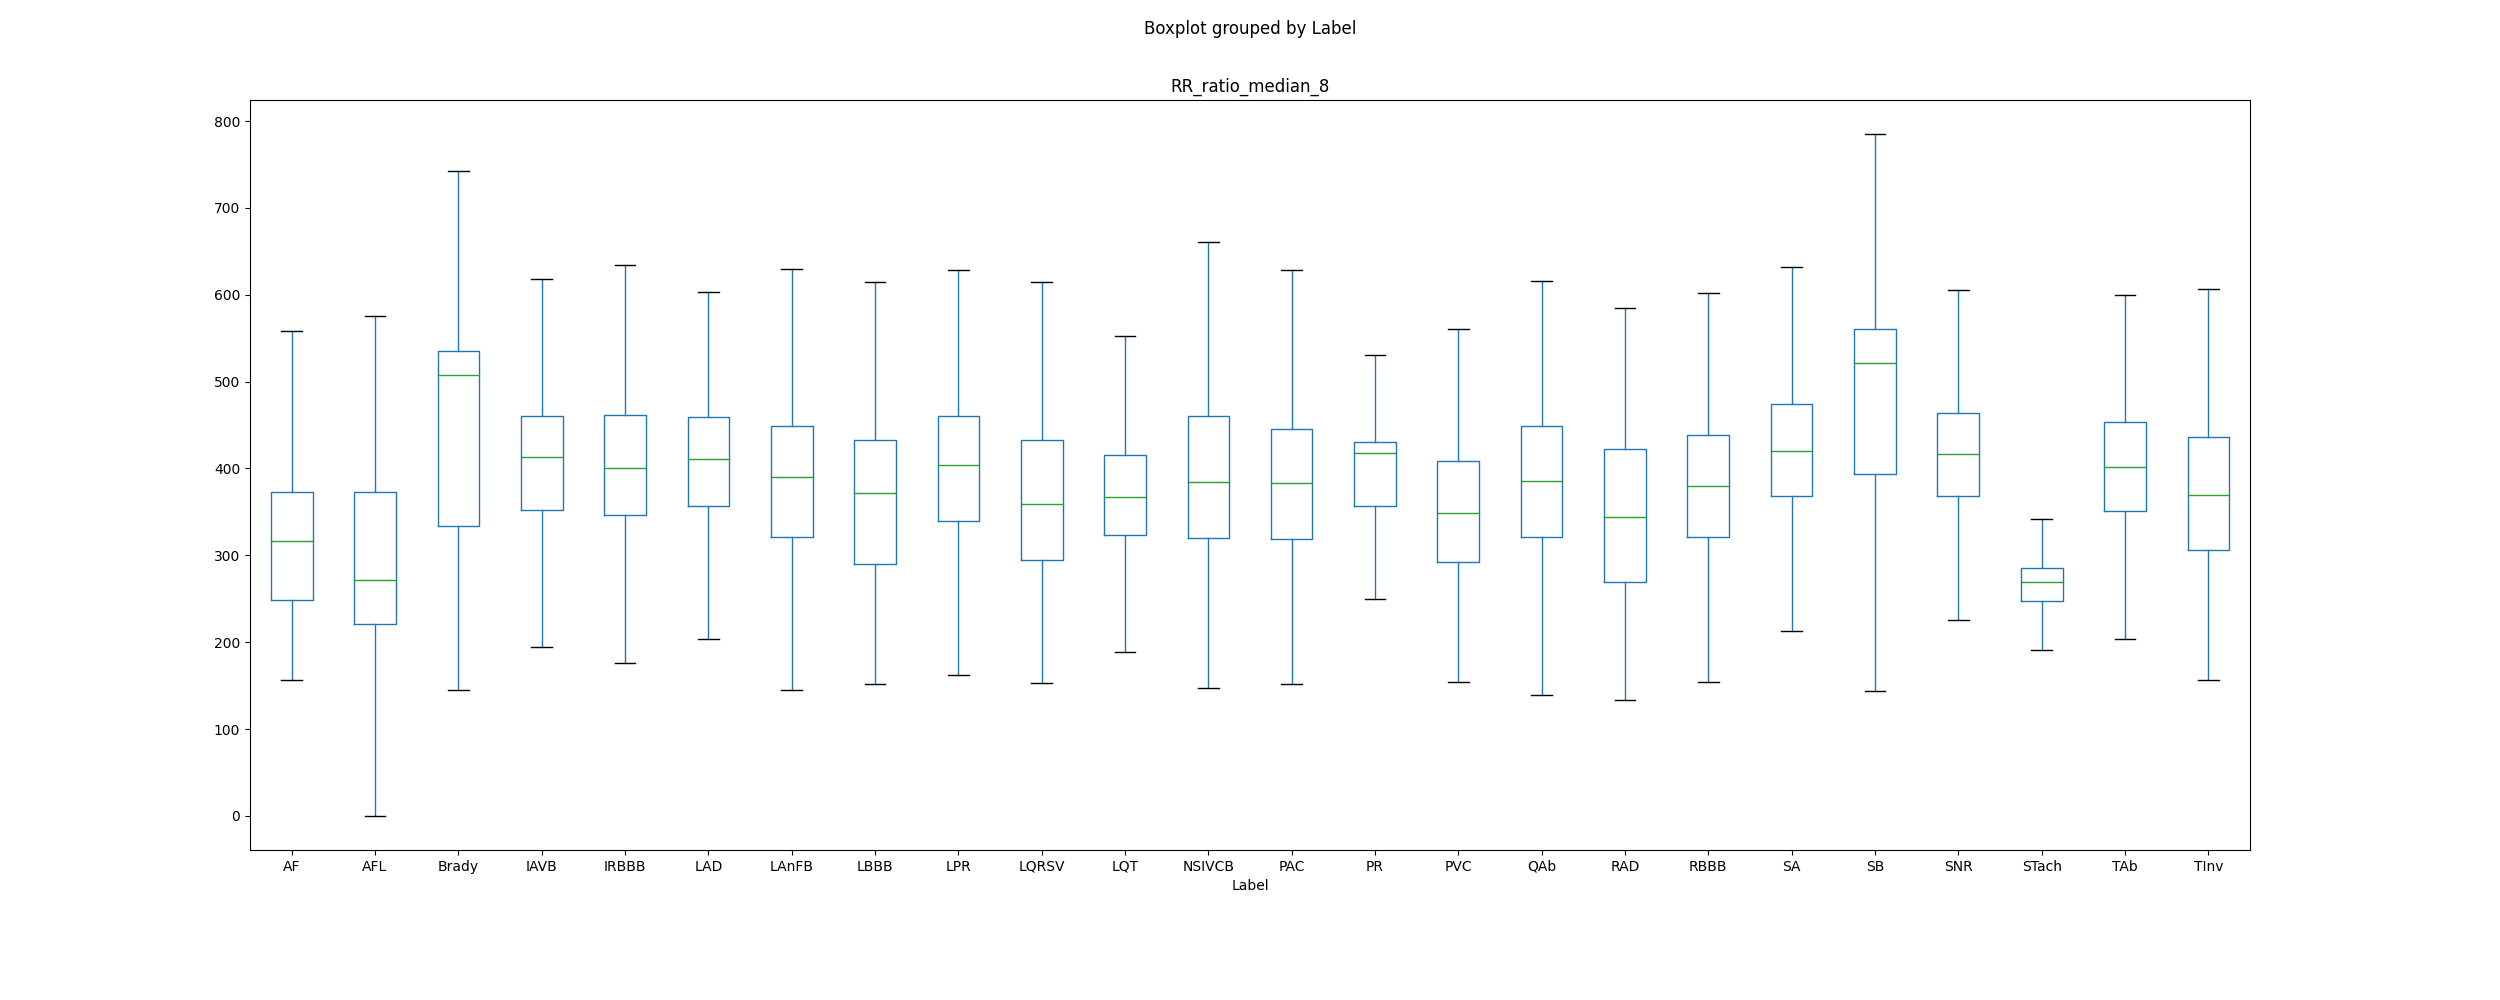 Boxplot grouped by Label
RR_ratio_median_8
800
700
600
500
400
300
200
100
0
AF AFL Brady IAVB IRBBB LAD LAnFB LBBB LPR LQRSV LQT NSIVCB PAC PR PVC QAb RAD RBBB SA SB SNR STach TAb TInv
Label